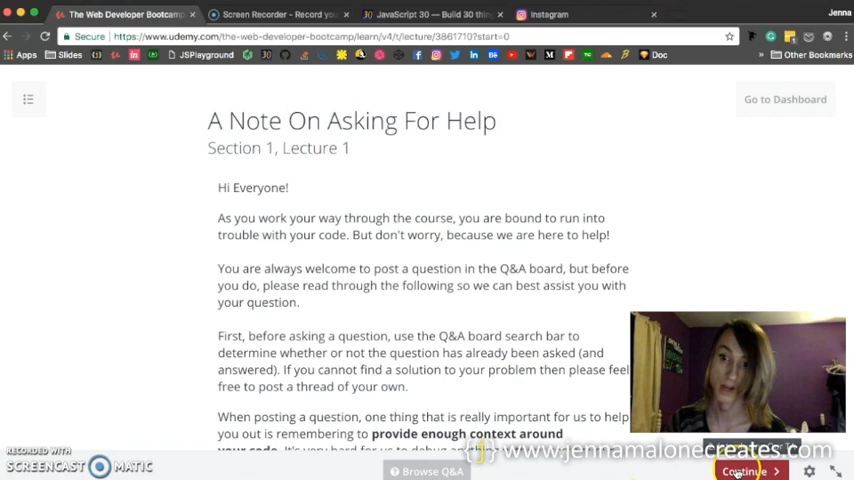 The Web Developer Bootcamp
Screen Recorder - Record you
JavaScript 30 — Build 30 thin
Instagram
Jenna
Secure
https://www.udemy.com/the-web-developer-bootcamp/learn/v4/t/lecture/3861710?start=0
Apps
Slides
JSPlayground
Doc
Other Bookmarks
Go to Dashboard
A Note On Asking For Help
Section 1, Lecture 1
Hi Everyone!
As you work your way through the course, you are bound to run into
trouble with your code. But don't worry, because we are here to help!
You are always welcome to post a question in the Q&A board, but before
you do, please read through the following so we can best assist you with
your question.
First, before asking a question, use the Q&A board search bar to
determine whether or not the question has already been asked (and
answered). If you cannot find a solution to your problem then please feel
free to post a thread of your own.
When posting a question, one thing that is really important for us to help
you out is remembering to provide enough context around
your code.
{ } www.jennamalonecreates.com
RECORDED WITH
SCREENCAST MATIC
Browse Q&A
Continue